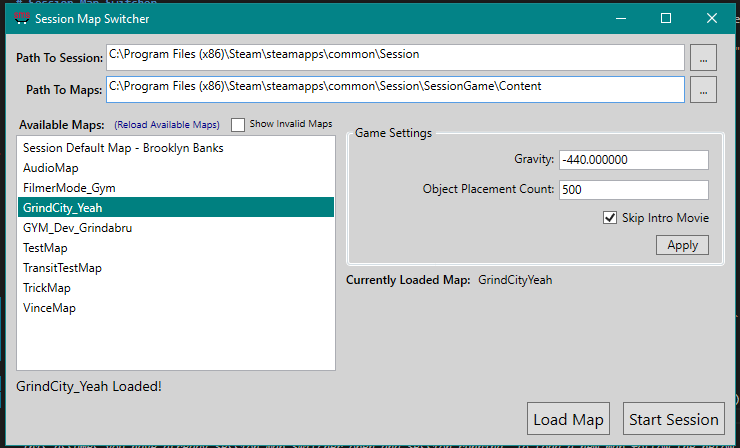 Session Map Switcher
Path To Session: C:\Program Files (x86)\Steam\steamapps\common\Session ...
Path To Maps: C:\Program Files (x86)\Steam\steamapps\common\Session\SessionGame\Content ...
Available Maps: (Reload Available Maps) Show Invalid Maps
Session Default Map - Brooklyn Banks
AudioMap
FilmerMode_Gym
GrindCity_Yeah
GYM_Dev_Grindabru
TestMap
TransitTestMap
TrickMap
VinceMap
GrindCity_Yeah Loaded!
Game Settings
Gravity: -440.000000
Object Placement Count: 500
Skip Intro Movie
Apply
Currently Loaded Map: GrindCityYeah
Load Map Start Session